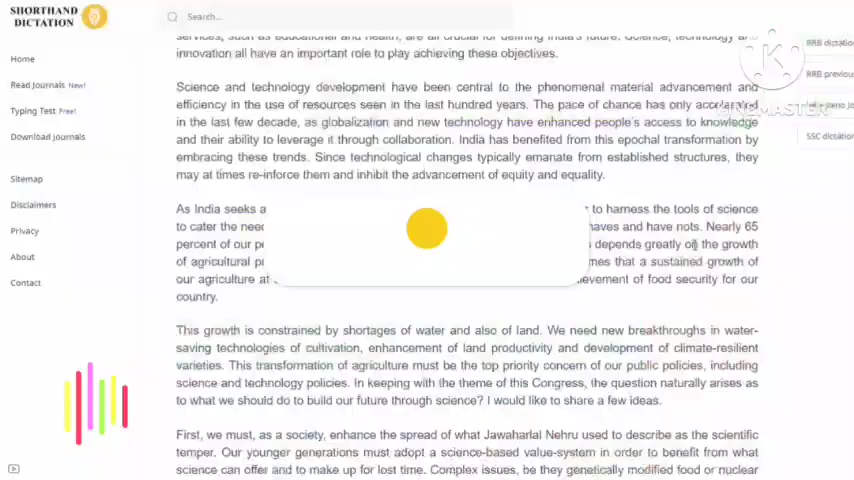 SHORTHAND
DICTATION
Search...
RRB dictatio
Home
RRB previou
Read Journals New!
Typing Test Free!
KINEMASTER
Download Journals
SSC dictation
Sitemap
Disclaimers
Privacy
About
Contact
services, such as educational and health, are all crucial for defining India's future. Science, technology and
innovation all have an important role to play achieving these objectives.
Science and technology development have been central to the phenomenal material advancement and
efficiency in the use of resources seen in the last hundred years. The pace of chance has only accelerated
in the last few decade, as globalization and new technology have enhanced people's access to knowledge
and their ability to leverage it through collaboration. India has benefited from this epochal transformation by
embracing these trends. Since technological changes typically emanate from established structures, they
may at times re-inforce them and inhibit the advancement of equity and equality.
As India seeks a to harness the tools of science
to cater the nee haves and have nots. Nearly 65
percent of our pe s depends greatly on the growth
of agricultural pr mes that a sustained growth of
our agriculture at ievement of food security for our
country.
This growth is constrained by shortages of water and also of land. We need new breakthroughs in water-
saving technologies of cultivation, enhancement of land productivity and development of climate-resilient
varieties. This transformation of agriculture must be the top priority concern of our public policies, including
science and technology policies. In keeping with the theme of this Congress, the question naturally arises as
to what we should do to build our future through science? I would like to share a few ideas.
First, we must, as a society, enhance the spread of what Jawaharlal Nehru used to describe as the scientific
temper. Our younger generations must adopt a science-based value-system in order to benefit from what
science can offer and to make up for lost time. Complex issues, be they genetically modified food or nuclear